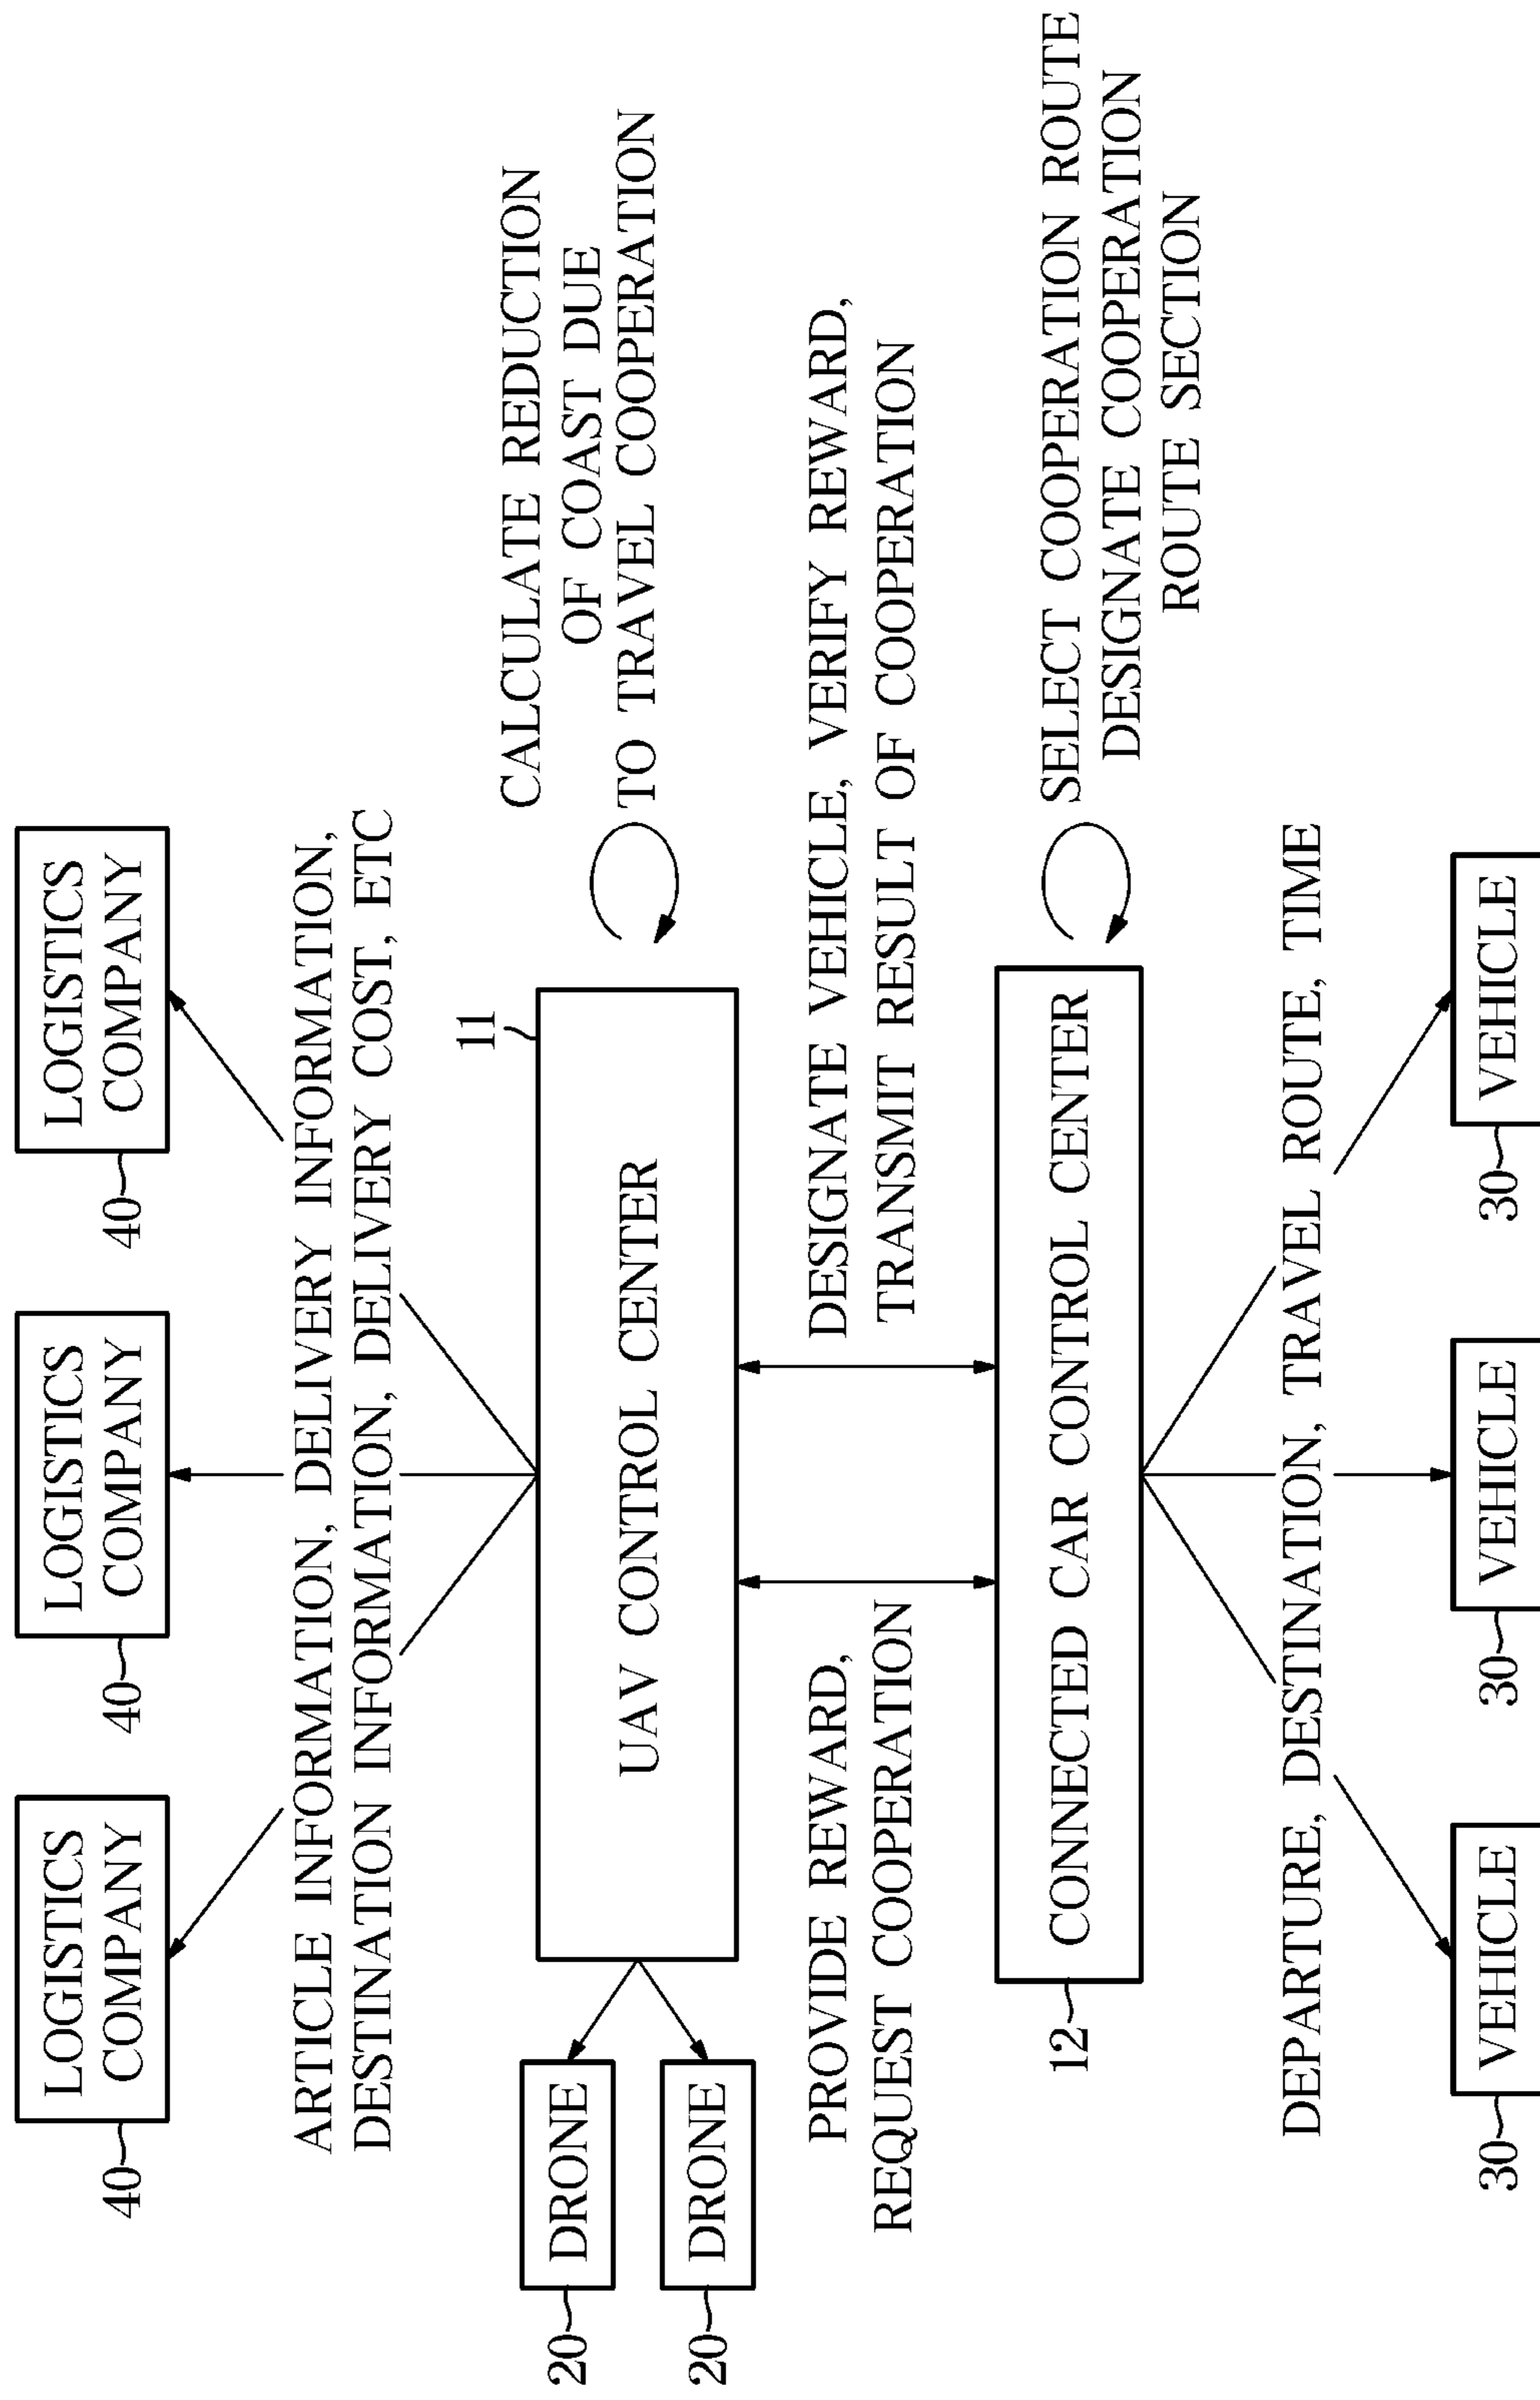 40
LOGISTICS
COMPANY
40
LOGISTICS
COMPANY
40
LOGISTICS
COMPANY
ARTICLE INFORMATION, DELIVERY INFORMATION,
DESTINATION INFORMATION, DELIVERY COST, ETC
11
20
DRONE
20
DRONE
UAV CONTROL CENTER
CALCULATE REDUCTION
OF COAST DUE
TO TRAVEL COOPERATION
PROVIDE REWARD,
REQUEST COOPERATION
DESIGNATE VEHICLE, VERIFY REWARD,
TRANSMIT RESULT OF COOPERATION
12
CONNECTED CAR CONTROL CENTER
SELECT COOPERATION ROUTE
DESIGNATE COOPERATION
ROUTE SECTION
DEPARTURE, DESTINATION, TRAVEL ROUTE, TIME
30
VEHICLE
30
VEHICLE
30
VEHICLE